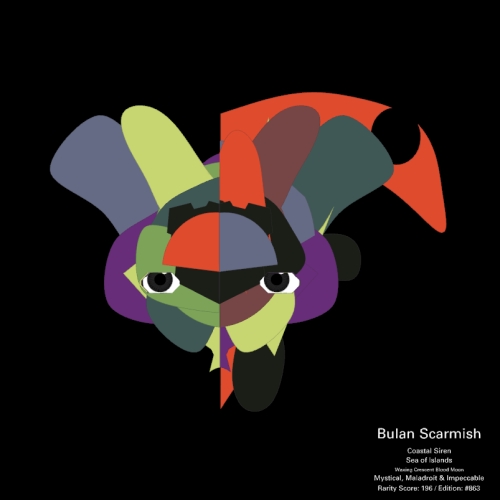 Bulan Scarmish
Coastal Siren
Sea of Islands
Waxing Crescent Blood Moon
Mystical, Maladroit & Impeccable
Rarity Score: 196 / Edition: #863